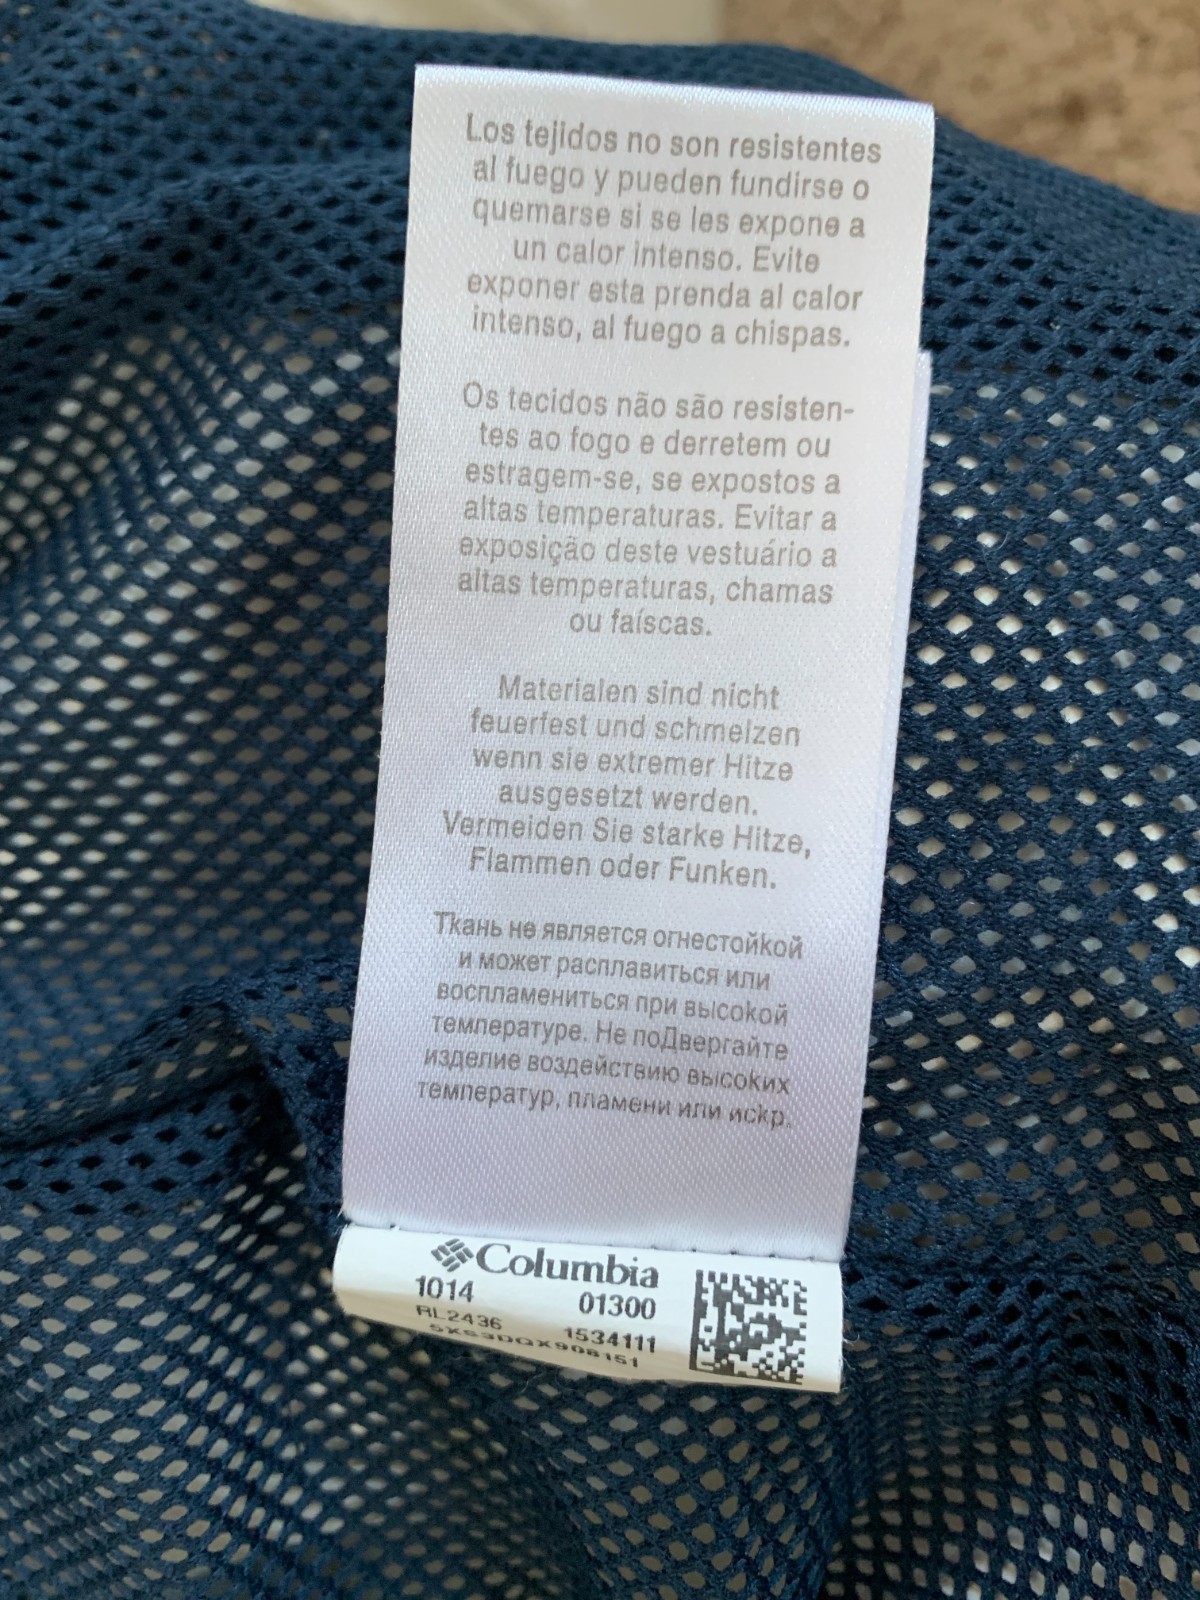 Los tejidos no son resistentes
al fuego y pueden fundirse o
quemarse si se les expone a
un calor intenso. Evite
exponer esta prenda al calor
intenso, al fuego a chispas.
Os tecidos não são resisten-
tes ao fogo e derretem ou
estragem-se, se expostos a
altas temperaturas. Evitar a
exposição deste vestuário a
altas temperaturas, chamas
ou faíscas.
Materialen sind nicht
feuerfest und schmelzen
wenn sie extremer Hitze
ausgesetzt werden.
Vermeiden Sie starke Hitze,
Flammen oder Funken.
Ткань не является огнестойкой
и может расплавиться или
воспламениться при высокой
температуре. Не поДвергайте
изделие воздействию высоких
температур, пламени или искр.
Columbia
1014 01300
RL2436 1534111
5XS3DQX908151